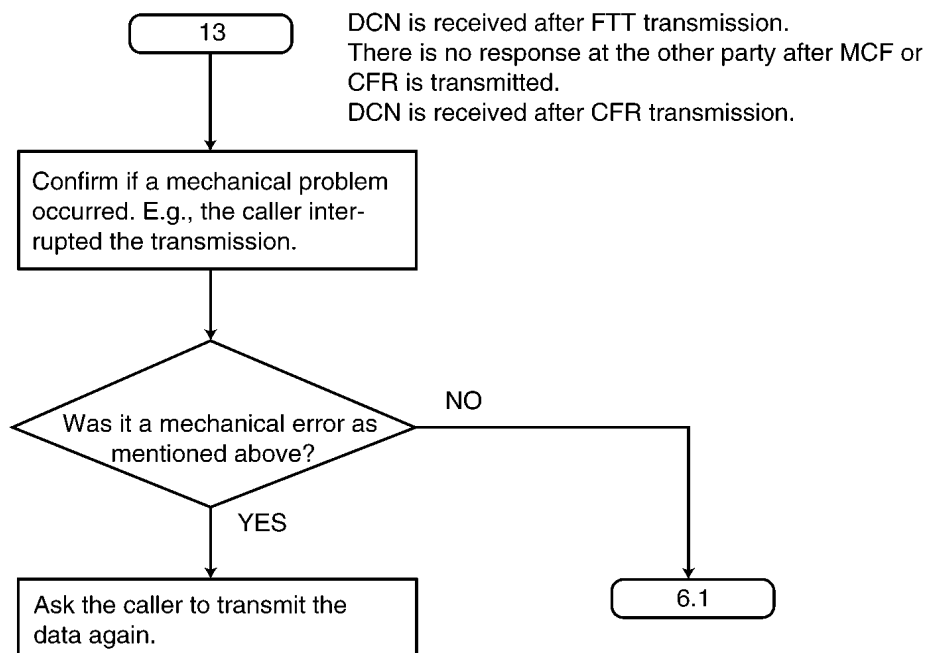 13
DCN is received after FTT transmission.
There is no response at the other party after MCF or
CFR is transmitted.
DCN is received after CFR transmission.
Confirm if a mechanical problem
occurred. E.g., the caller inter-
rupted the transmission.
Was it a mechanical error as
mentioned above?
NO
YES
Ask the caller to transmit the
data again.
6.1